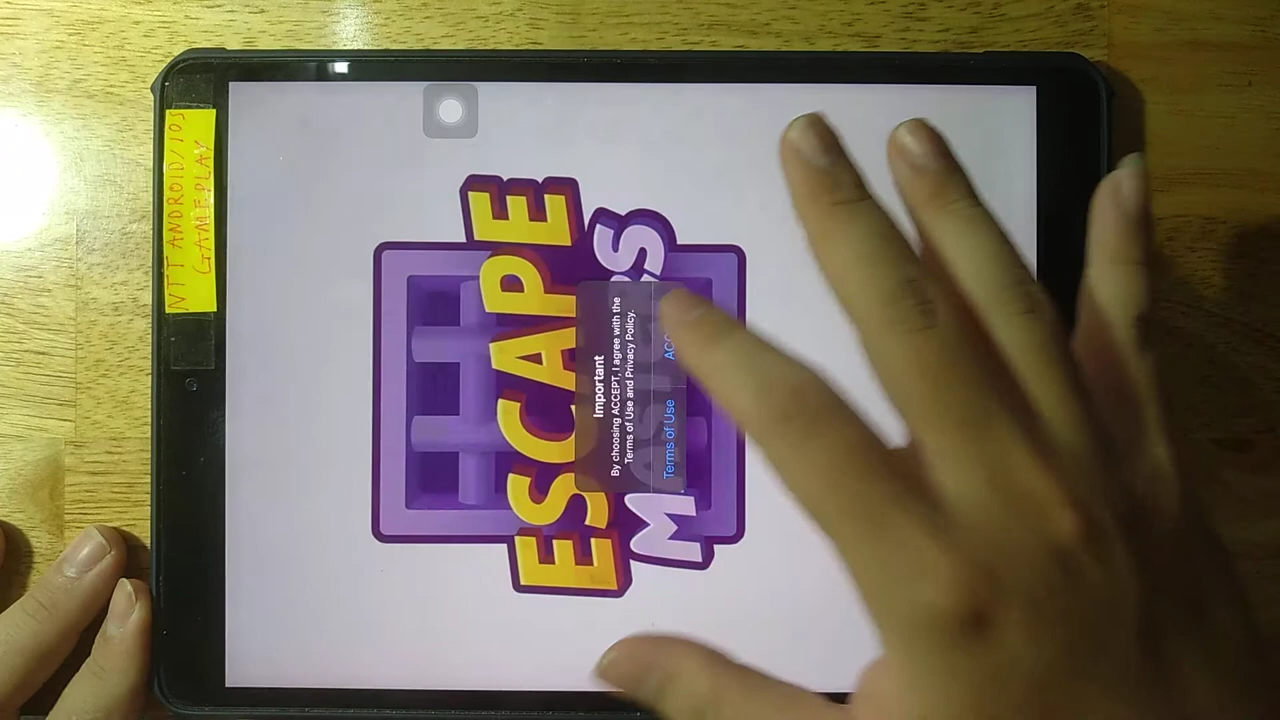 NTT ANDROID/IOS
GAMEPLAY
ESCAPE
Important
By choosing ACCEPT, I agree with the
Terms of Use and Privacy Policy.
Terms of Use